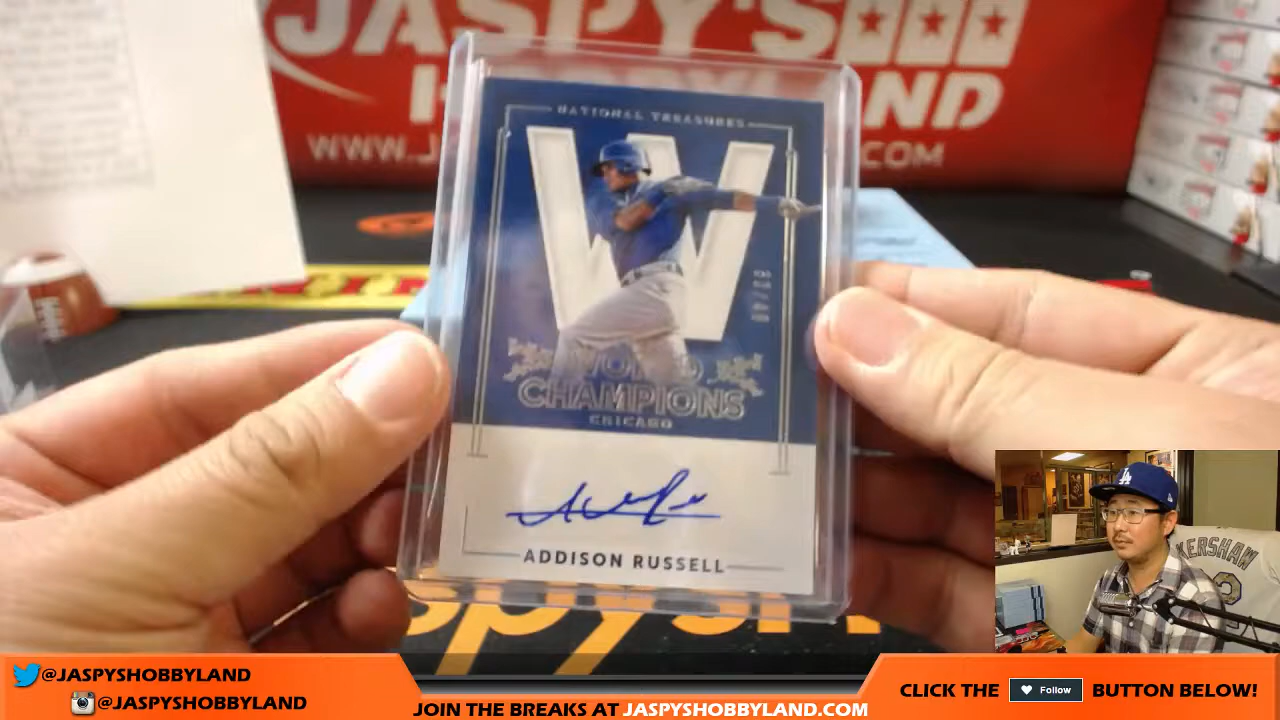 JASPY'S
WWW.J COM
NATIONAL TREASURES
W
WORLD
CHAMPIONS
CHICAGO
ADDISON RUSSELL
LA
KERSHAW
@JASPYSHOBBYLAND
@JASPYSHOBBYLAND
JOIN THE BREAKS AT JASPYSHOBBYLAND.COM
CLICK THE Follow BUTTON BELOW!